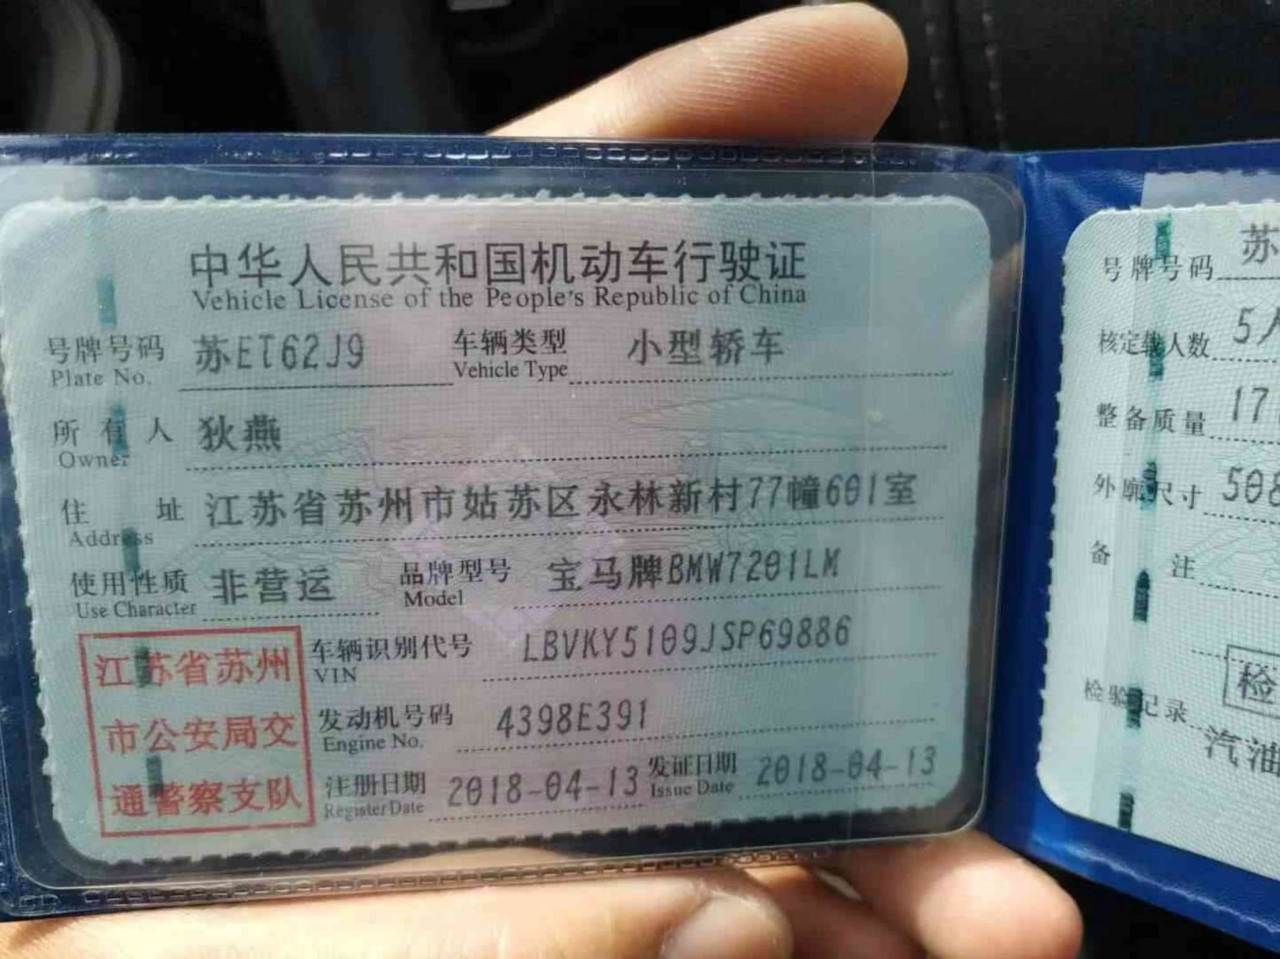 中华人民共和国机动车行驶证
Vehicle License of the People's Republic of China
号牌号码 苏ET62J9 车辆类型 小型轿车
Plate No. Vehicle Type
所有人 狄燕
Owner
住址 江苏省苏州市姑苏区永林新村77幢601室
Address
使用性质 非营运 品牌型号 宝马牌BMW7201LM
Use Character Model
江苏省苏州
市公安局交
通警察支队
车辆识别代号 LBVKY5109JSP69886
VIN
发动机号码 4398E391
Engine No.
注册日期 2018-04-13 发证日期 2018-04-13
Register Date Issue Date
号牌号码 苏
核定载人数 5人
整备质量 17
外廓尺寸 508
备注
检
检验记录
汽油